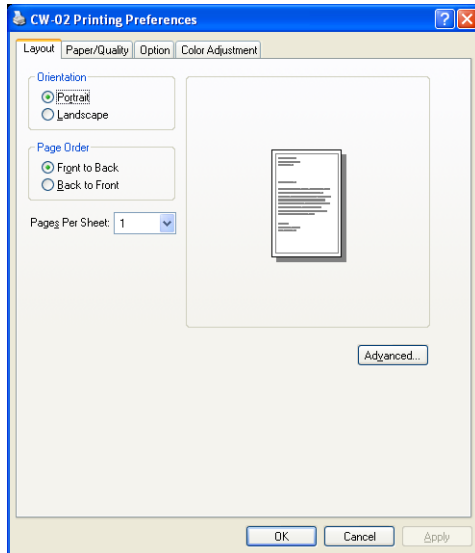 CW-02 Printing Preferences
Layout Paper/Quality Option Color Adjustment
Orientation
Portrait
Landscape
Page Order
Front to Back
Back to Front
Pages Per Sheet: 1
Advanced...
OK Cancel Apply